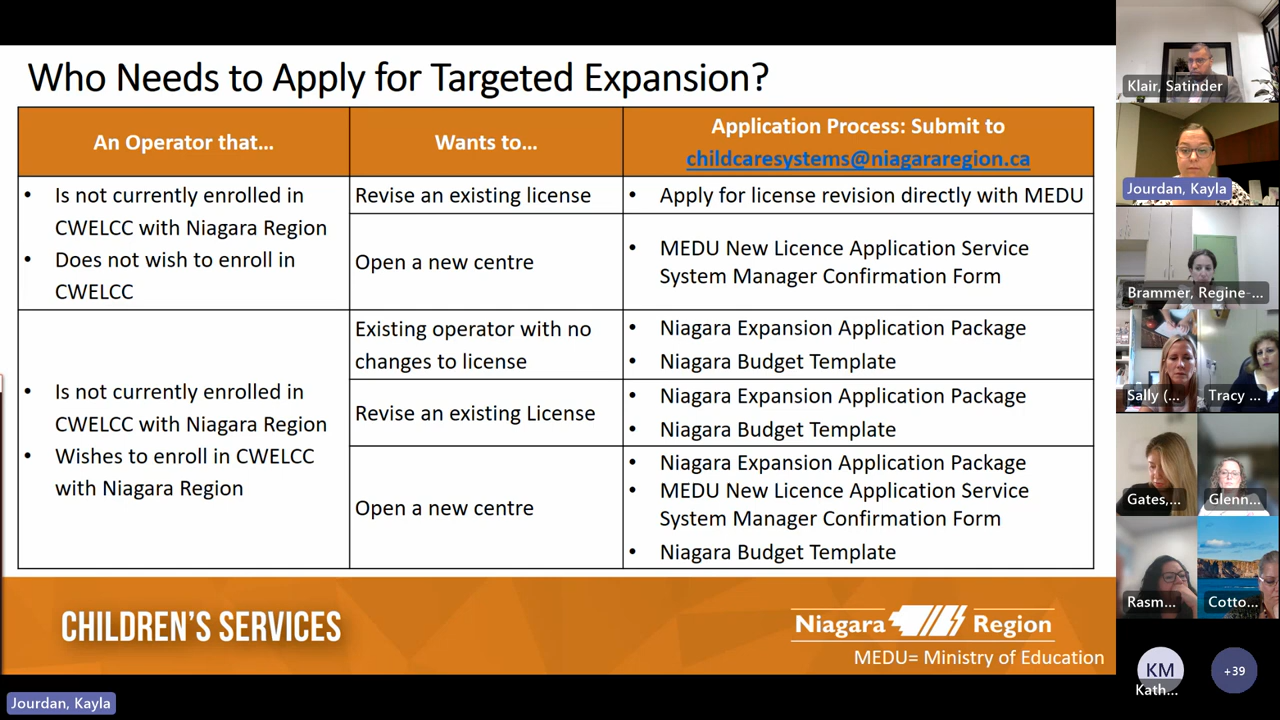 Who Needs to Apply for Targeted Expansion?
An Operator that...
Wants to...
Application Process: Submit to
childcaresystems@niagararegion.ca
• Is not currently enrolled in
CWELCC with Niagara Region
• Does not wish to enroll in
CWELCC
Revise an existing license
• Apply for license revision directly with MEDU
Open a new centre
• MEDU New Licence Application Service
System Manager Confirmation Form
• Is not currently enrolled in
CWELCC with Niagara Region
• Wishes to enroll in CWELCC
with Niagara Region
Existing operator with no
changes to license
• Niagara Expansion Application Package
• Niagara Budget Template
Revise an existing License
• Niagara Expansion Application Package
• Niagara Budget Template
Open a new centre
• Niagara Expansion Application Package
• MEDU New Licence Application Service
System Manager Confirmation Form
• Niagara Budget Template
CHILDREN'S SERVICES
Niagara Region
MEDU= Ministry of Education
Jourdan, Kayla
Klair, Satinder
Jourdan, Kayla
Brammer, Regine-...
Sally (...
Tracy ...
Gates,...
Glenn...
Rasm...
Cotto...
KM
Kath...
+39